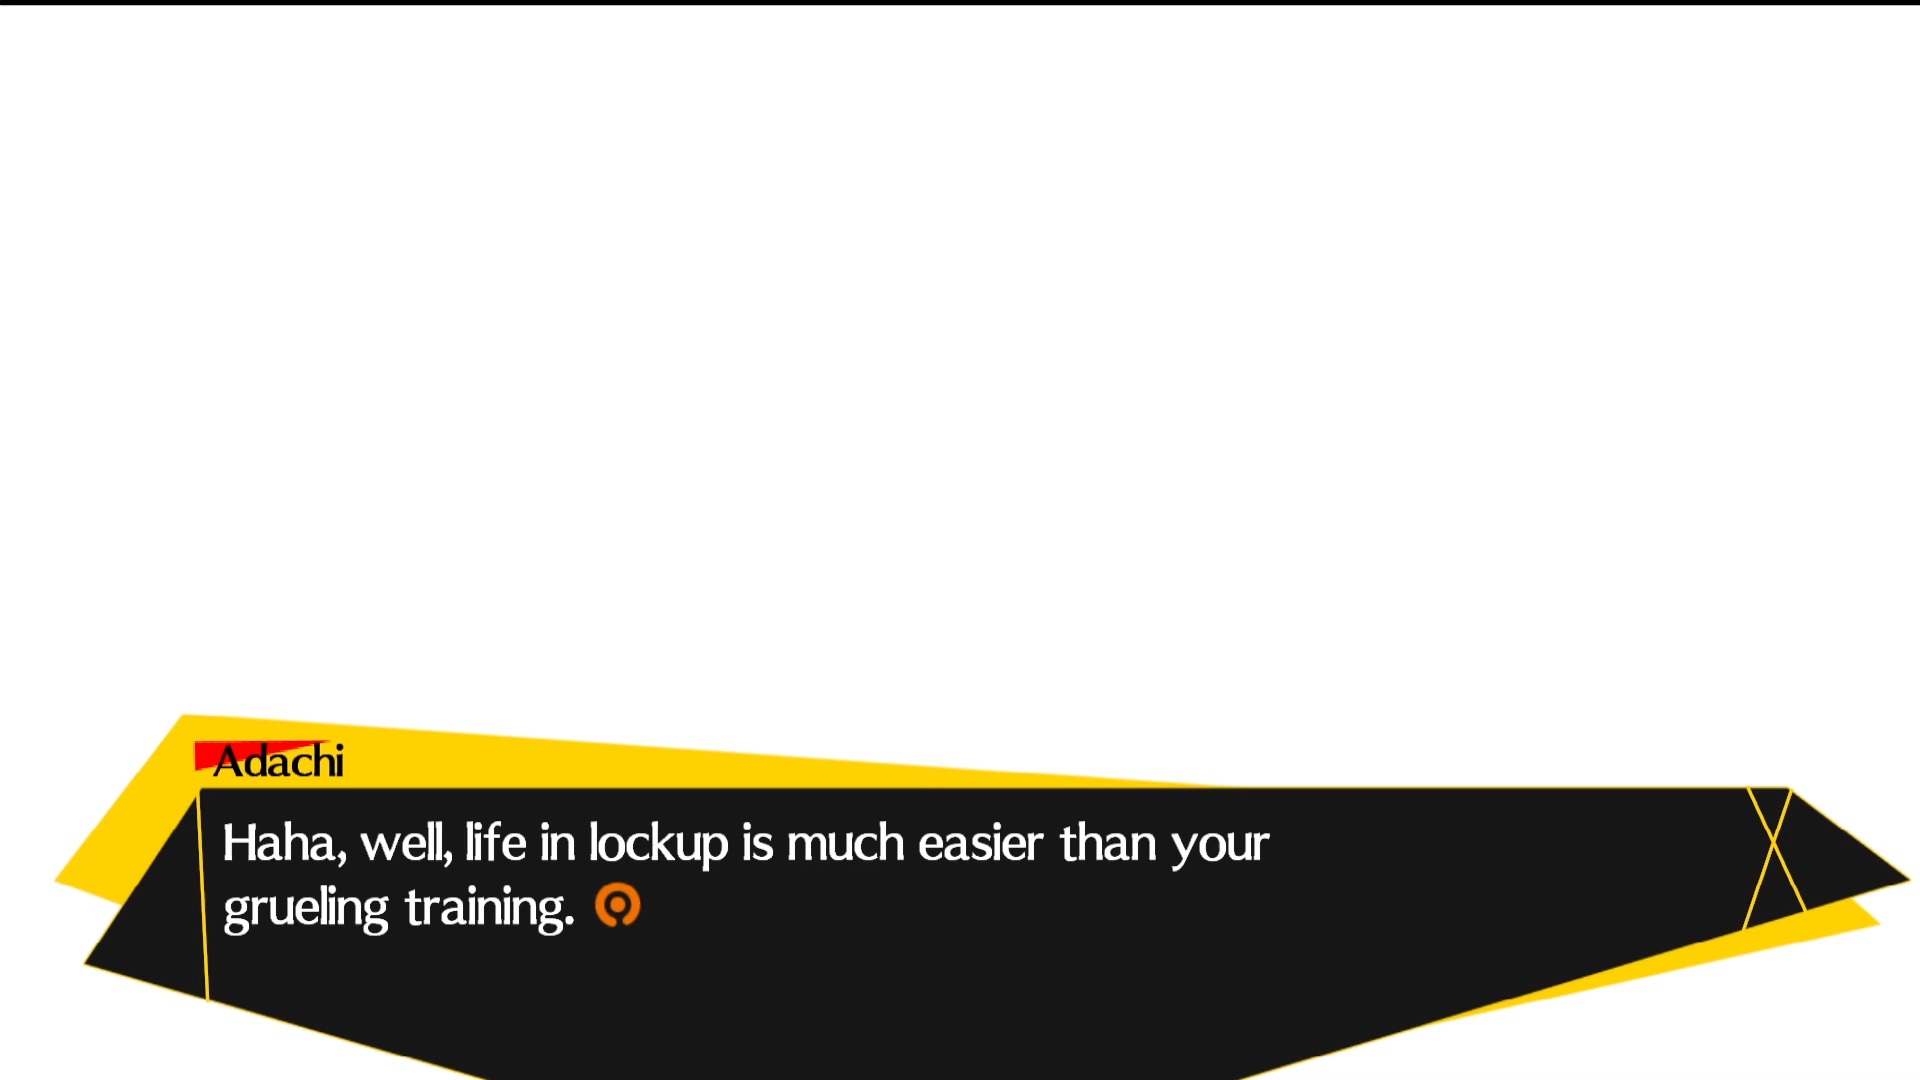 Adachi
Haha, well, life in lockup is much easier than your
grueling training.